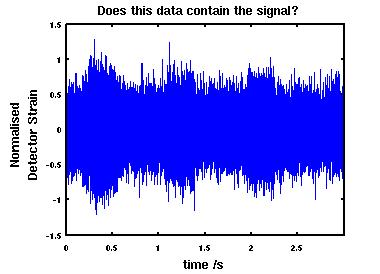 Does this data contain the signal?
1.5
1
0.5
0
-0.5
-1
-1.5
Normalised
Detector Strain
0 0.5 1 1.5 2 2.5
time /s